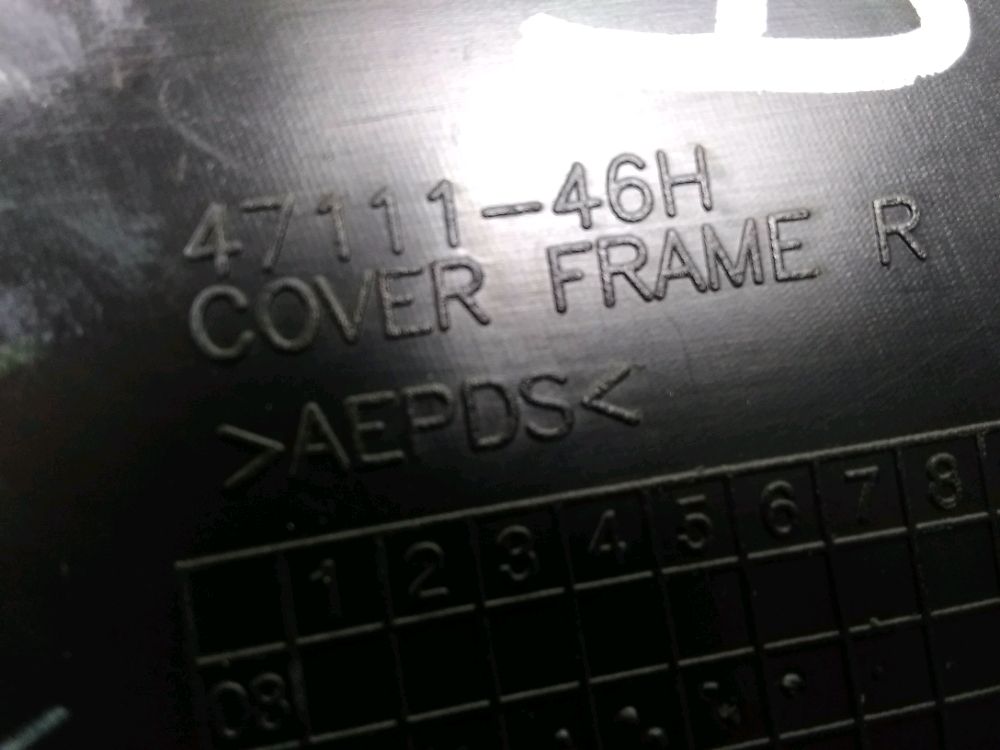 47111-46H
COVER FRAME R
>AEPDS<
1 2 3 4 5 6 7 8
08